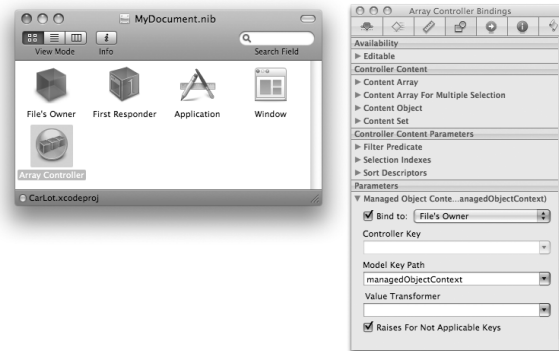 MyDocument.nib
View Mode
Info
Search Field
File's Owner
First Responder
Application
Window
Array Controller
CarLot.xcodeproj
Array Controller Bindings
Availability
Editable
Controller Content
Content Array
Content Array For Multiple Selection
Content Object
Content Set
Controller Content Parameters
Filter Predicate
Selection Indexes
Sort Descriptors
Parameters
Managed Object Conte...anagedObjectContext)
Bind to: File's Owner
Controller Key
Model Key Path
managedObjectContext
Value Transformer
Raises For Not Applicable Keys